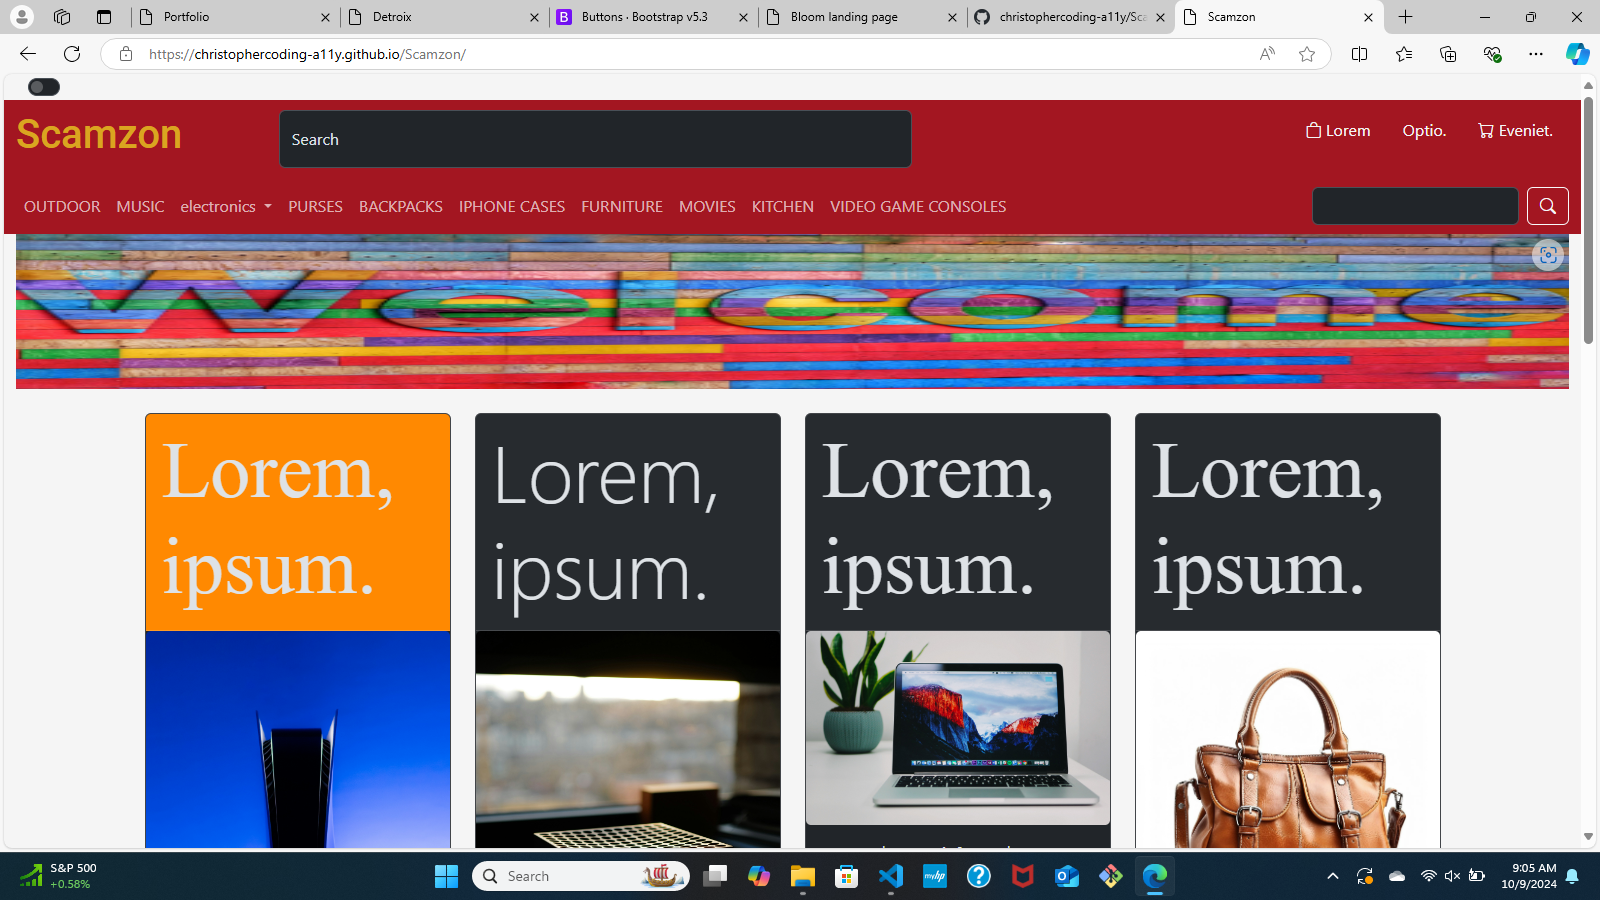 Portfolio
Detroix
Buttons · Bootstrap v5.3
Bloom landing page
christophercoding-a11y/Sca
Scamzon
https://christophercoding-a11y.github.io/Scamzon/
Scamzon
Search
Lorem
Optio.
Eveniet.
OUTDOOR
MUSIC
electronics
PURSES
BACKPACKS
IPHONE CASES
FURNITURE
MOVIES
KITCHEN
VIDEO GAME CONSOLES
Welcome
Lorem,
ipsum.
Lorem,
ipsum.
Lorem,
ipsum.
Lorem,
ipsum.
S&P 500
+0.58%
Search
myhp
9:05 AM
10/9/2024